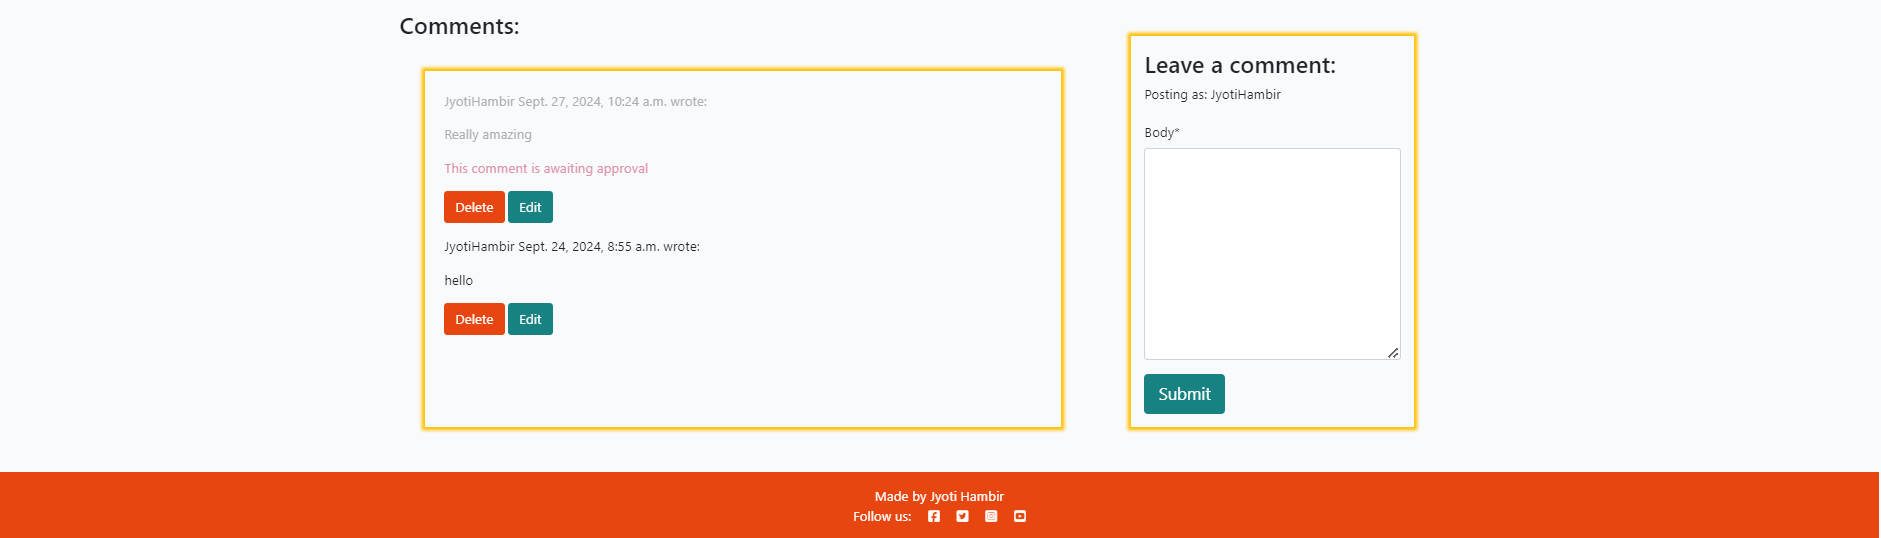 Comments:
JyotiHambir Sept. 27, 2024, 10:24 a.m. wrote:
Really amazing
This comment is awaiting approval
Delete Edit
JyotiHambir Sept. 24, 2024, 8:55 a.m. wrote:
hello
Delete Edit
Leave a comment:
Posting as: JyotiHambir
Body*
Submit
Made by Jyoti Hambir
Follow us: